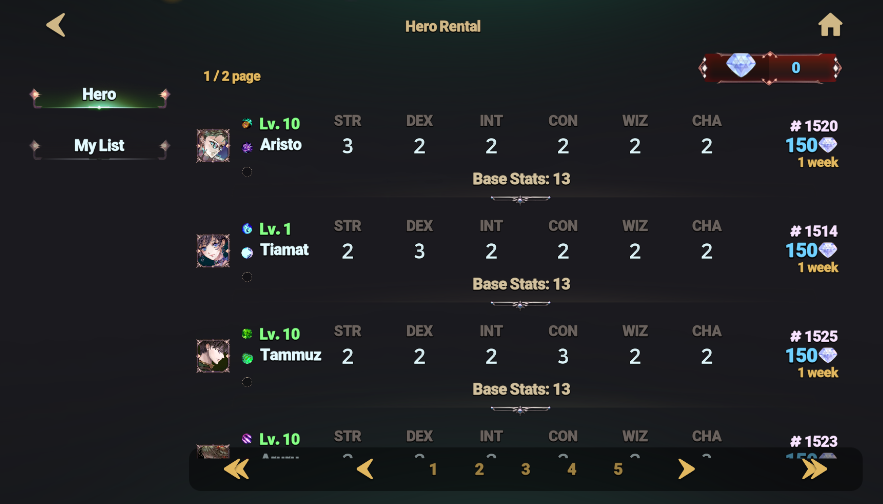 Hero Rental
0
1 / 2 page
Hero
My List
Lv. 10
Aristo
STR DEX INT CON WIZ CHA
3 2 2 2 2 2
Base Stats: 13
# 1520
150
1 week
Lv. 1
Tiamat
STR DEX INT CON WIZ CHA
2 3 2 2 2 2
Base Stats: 13
# 1514
150
1 week
Lv. 10
Tammuz
STR DEX INT CON WIZ CHA
2 2 2 3 2 2
Base Stats: 13
# 1525
150
1 week
Lv. 10
STR DEX INT CON WIZ CHA
# 1523
150
1 2 3 4 5